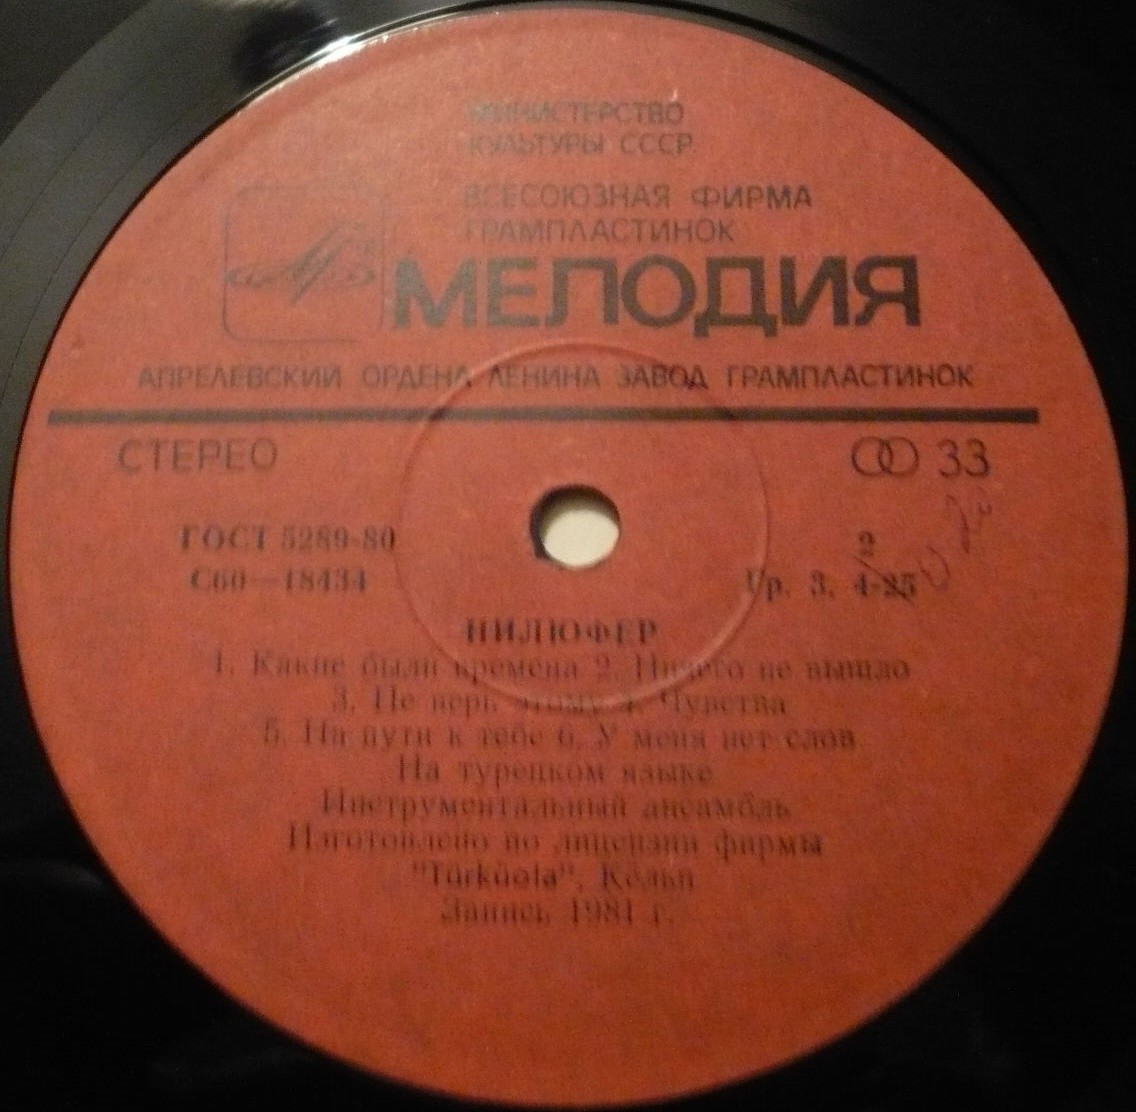 МИНИСТЕРСТВО
КУЛЬТУРЫ СССР
ВСЕСОЮЗНАЯ ФИРМА
ГРАМПЛАСТИНОК
МЕЛОДИЯ
АПРЕЛЕВСКИЙ ОРДЕНА ЛЕНИНА ЗАВОД ГРАМПЛАСТИНОК
СТЕРЕО 33
ГОСТ 5289-80 2
С60—18434 Гр. 3. 4-25
НИЛЮФЕР
1. Какие были времена 2. Ничего не вышло
3. Не верь этому 4. Чувства
5. На пути к тебе 6. У меня нет слов
На турецком языке
Инструментальный ансамбль
Изготовлено по лицензии фирмы
"Türküola", Кёльн
Запись 1981 г.